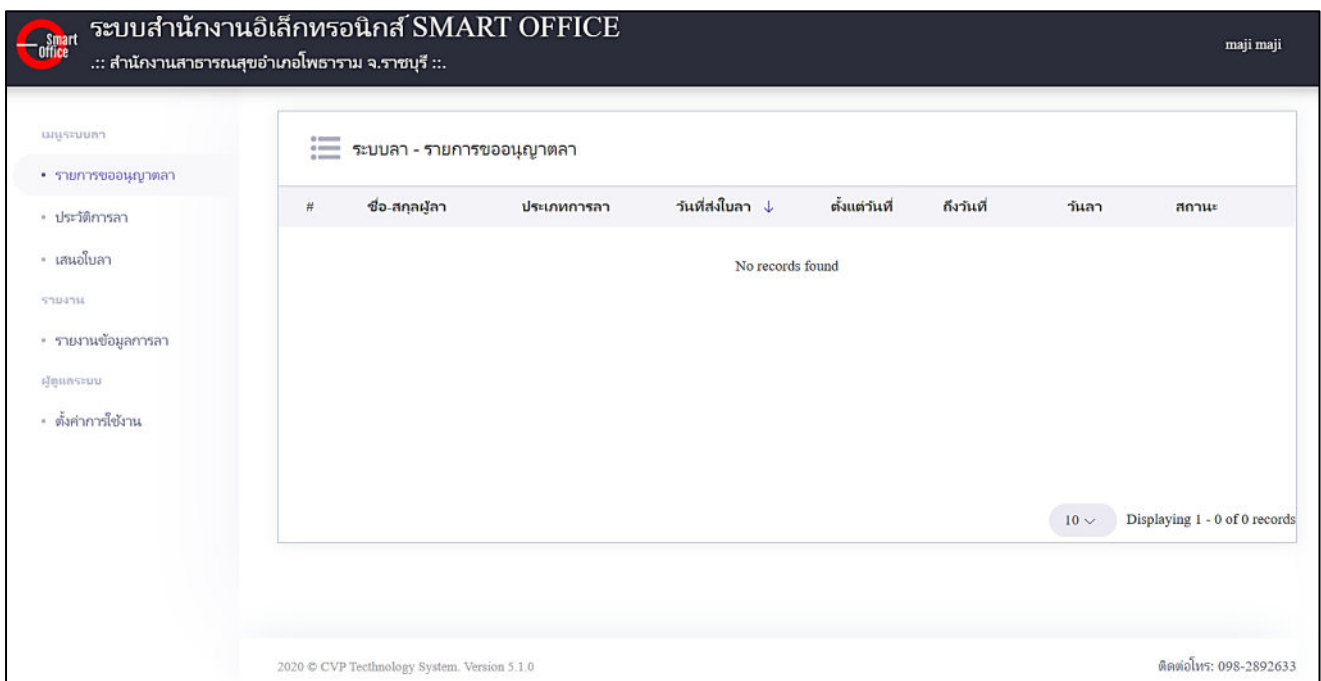 Smart
Office
ระบบสำนักงานอิเล็กทรอนิกส์ SMART OFFICE
.:: สำนักงานสาธารณสุขอำเภอโพธาราม จ.ราชบุรี ::.
maji maji
เมนูระบบลา
• รายการขออนุญาตลา
• ประวัติการลา
• เสนอใบลา
รายงาน
• รายงานข้อมูลการลา
ผู้ดูแลระบบ
• ตั้งค่าการใช้งาน
ระบบลา - รายการขออนุญาตลา
# ชื่อ-สกุลผู้ลา ประเภทการลา วันที่ส่งใบลา ↓ ตั้งแต่วันที่ ถึงวันที่ วันลา สถานะ
No records found
10 Displaying 1 - 0 of 0 records
2020 © CVP Tecthnology System. Version 5.1.0
ติดต่อโทร: 098-2892633